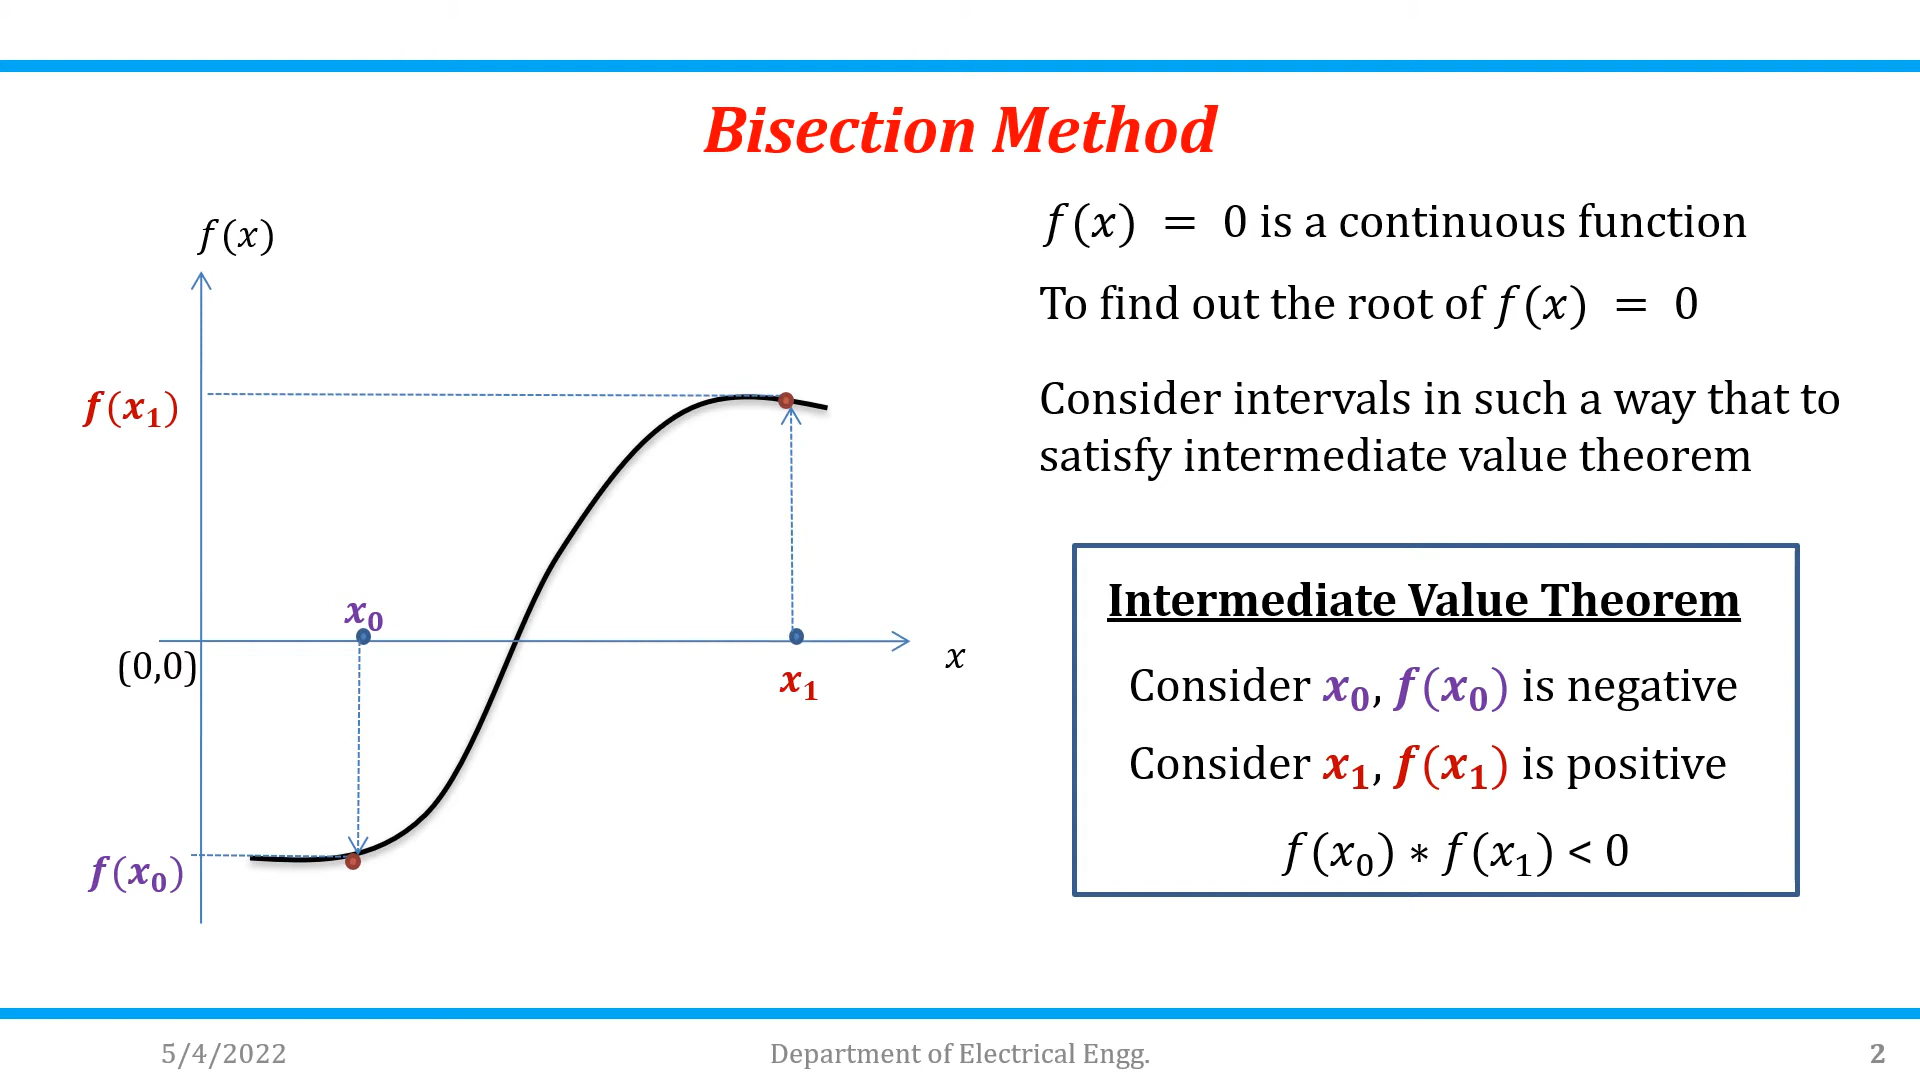 Bisection Method
f(x)
f(x₁)
x₀
(0,0)
x
x₁
f(x₀)
f(x) = 0 is a continuous function
To find out the root of f(x) = 0
Consider intervals in such a way that to
satisfy intermediate value theorem
Intermediate Value Theorem
Consider x₀, f(x₀) is negative
Consider x₁, f(x₁) is positive
f(x₀) ∗ f(x₁) < 0
5/4/2022
Department of Electrical Engg.
2